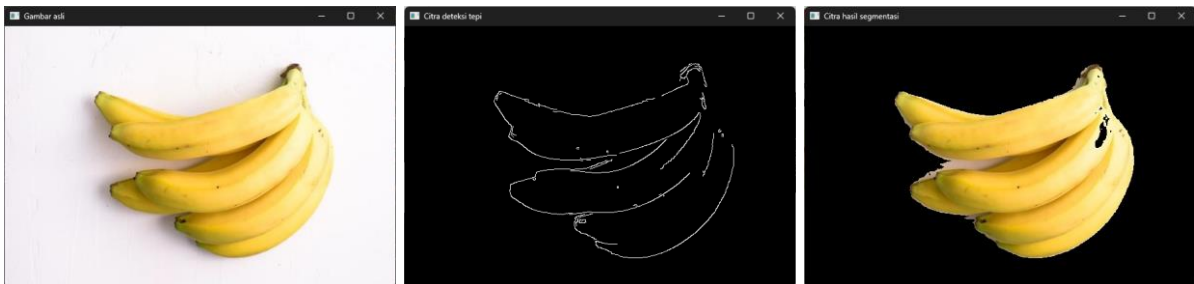 Gambar asli
Citra deteksi tepi
Citra hasil segmentasi